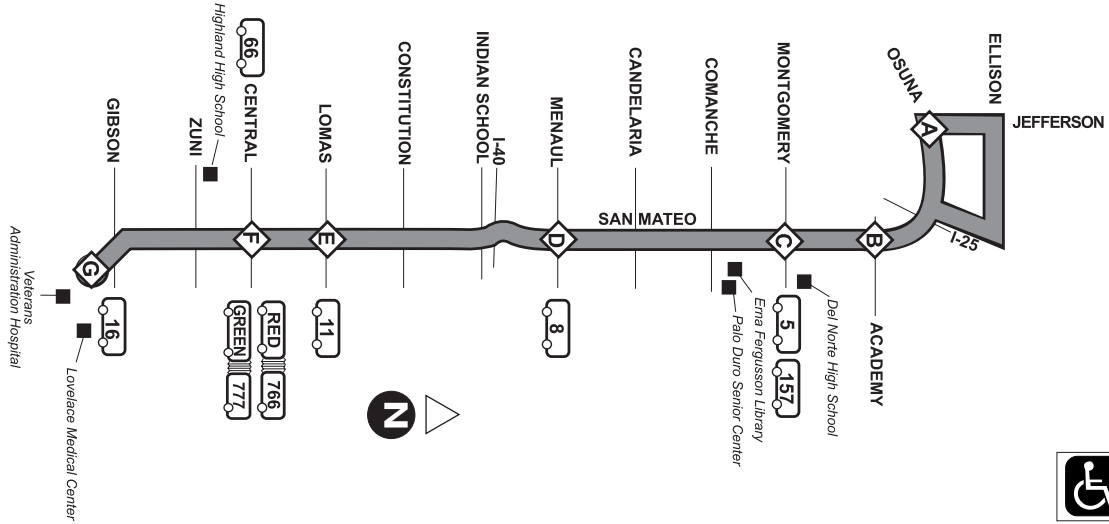 ELLISON
JEFFERSON
OSUNA
A
I-25
B
ACADEMY
MONTGOMERY
C
Del Norte High School
5
157
Erna Fergusson Library
Palo Duro Senior Center
COMANCHE
SAN MATEO
CANDELARIA
MENAUL
D
8
I-40
INDIAN SCHOOL
CONSTITUTION
LOMAS
E
11
66
CENTRAL
F
RED
766
GREEN
777
Highland High School
ZUNI
GIBSON
G
16
Veterans
Administration Hospital
Lovelace Medical Center
N